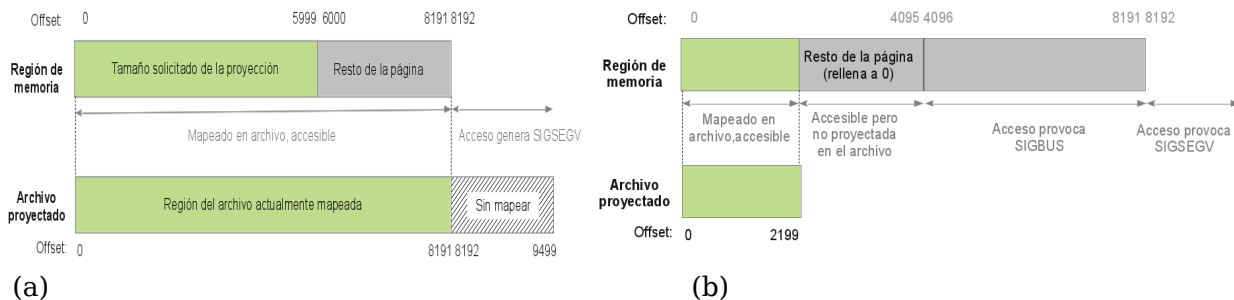 Offset: 0 5999 6000 8191 8192
Región de memoria
Tamaño solicitado de la proyección
Resto de la página
Mapeado en archivo, accesible
Acceso genera SIGSEGV
Archivo proyectado
Región del archivo actualmente mapeada
Sin mapear
Offset: 0 8191 8192 9499
(a)
Offset: 0 4095 4096 8191 8192
Región de memoria
Resto de la página
(rellena a 0)
Mapeado en
archivo,accesible
Accesible pero
no proyectada
en el archivo
Acceso provoca
SIGBUS
Acceso provoca
SIGSEGV
Archivo
proyectado
Offset: 0 2199
(b)